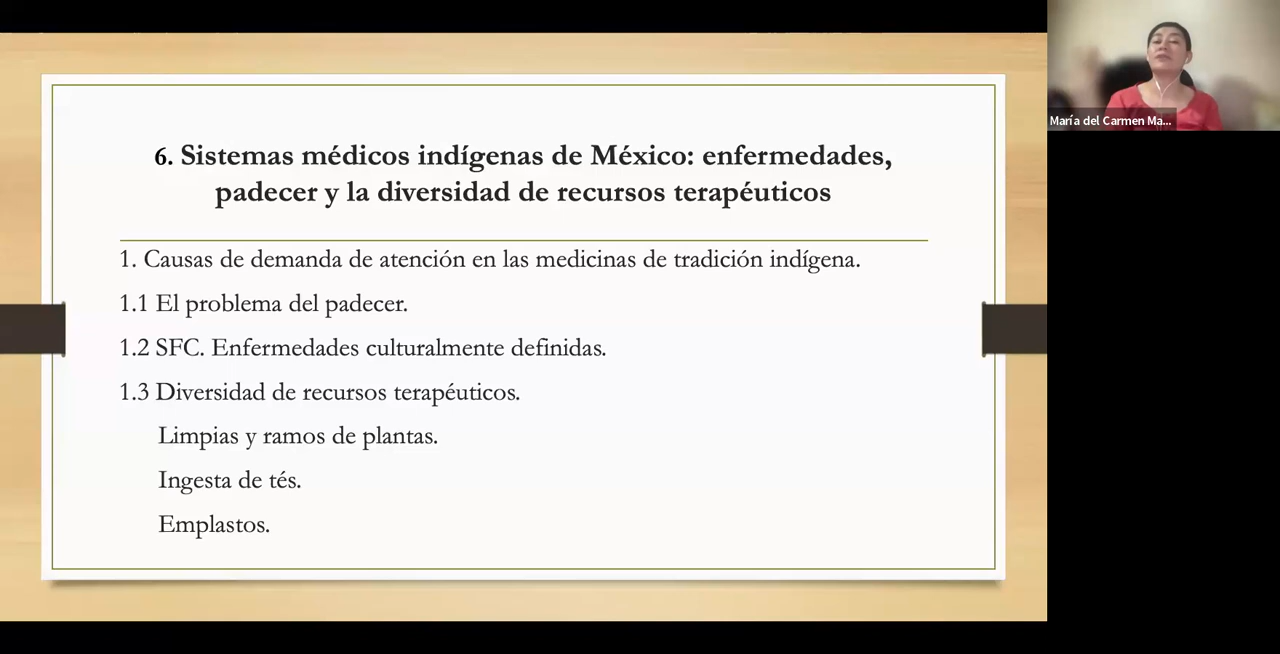 6. Sistemas médicos indígenas de México: enfermedades,
padecer y la diversidad de recursos terapéuticos
1. Causas de demanda de atención en las medicinas de tradición indígena.
1.1 El problema del padecer.
1.2 SFC. Enfermedades culturalmente definidas.
1.3 Diversidad de recursos terapéuticos.
Limpias y ramos de plantas.
Ingesta de tés.
Emplastos.
María del Carmen Ma...